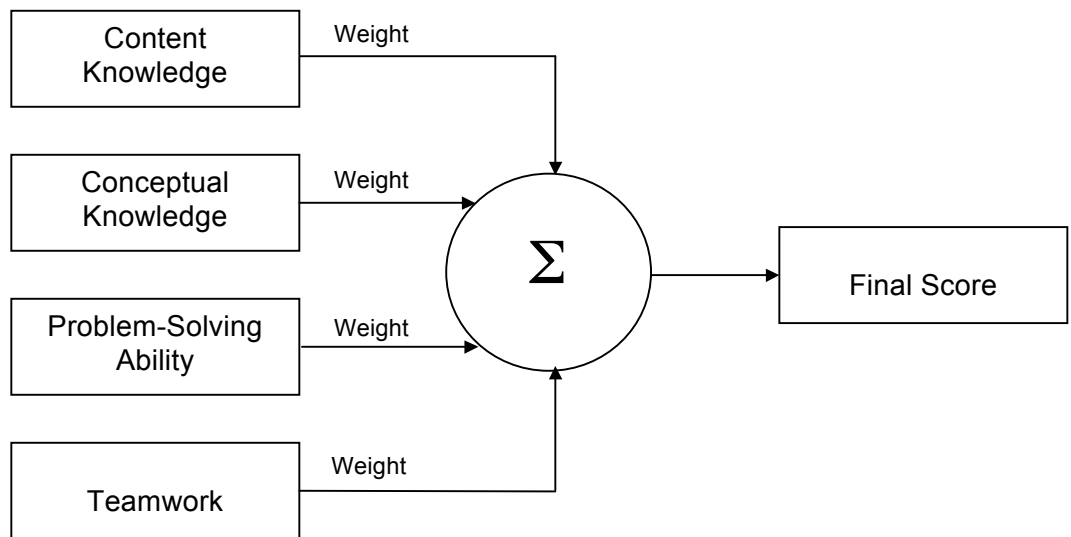 Content
Knowledge
Weight
Conceptual
Knowledge
Weight
Problem-Solving
Ability
Weight
Teamwork
Weight
Σ
Final Score